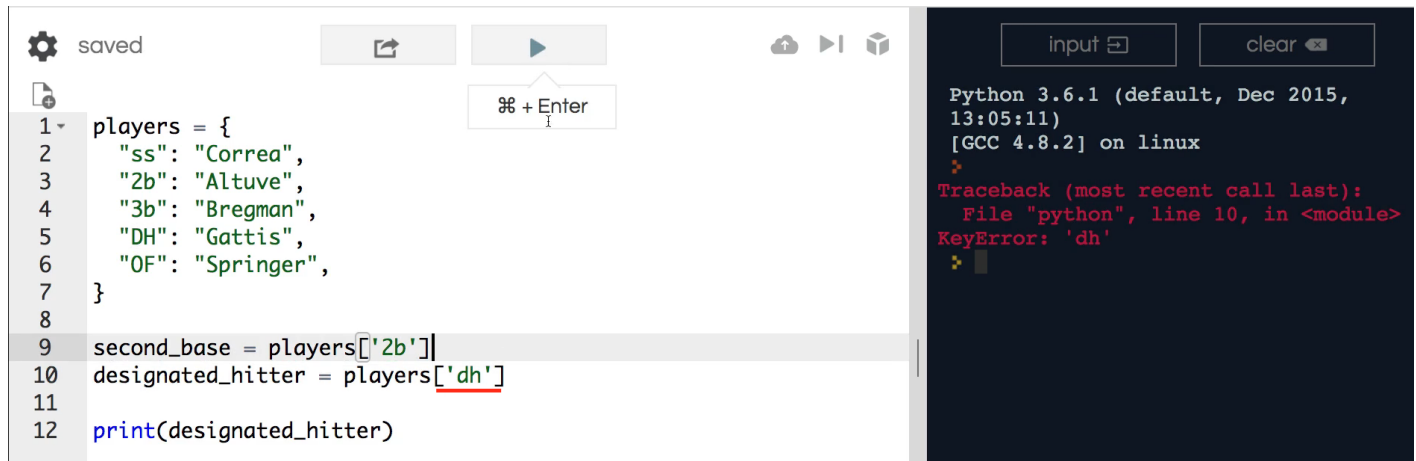 saved
⌘ + Enter
1 players = {
2   "ss": "Correa",
3   "2b": "Altuve",
4   "3b": "Bregman",
5   "DH": "Gattis",
6   "OF": "Springer",
7 }
8
9 second_base = players['2b']
10 designated_hitter = players['dh']
11
12 print(designated_hitter)
input
clear
Python 3.6.1 (default, Dec 2015,
13:05:11)
[GCC 4.8.2] on linux
Traceback (most recent call last):
  File "python", line 10, in <module>
KeyError: 'dh'